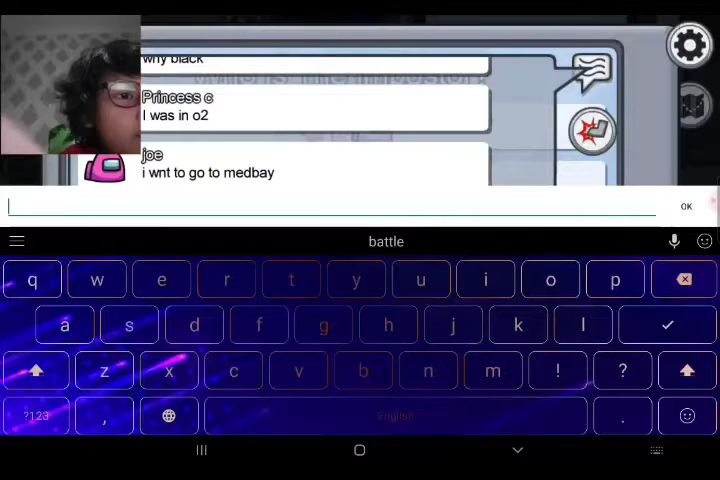 why black
Princess c
I was in o2
joe
i wnt to go to medbay
OK
battle
q w e r t y u i o p
a s d f g h j k l
z x c v b n m ! ?
?123 , English .